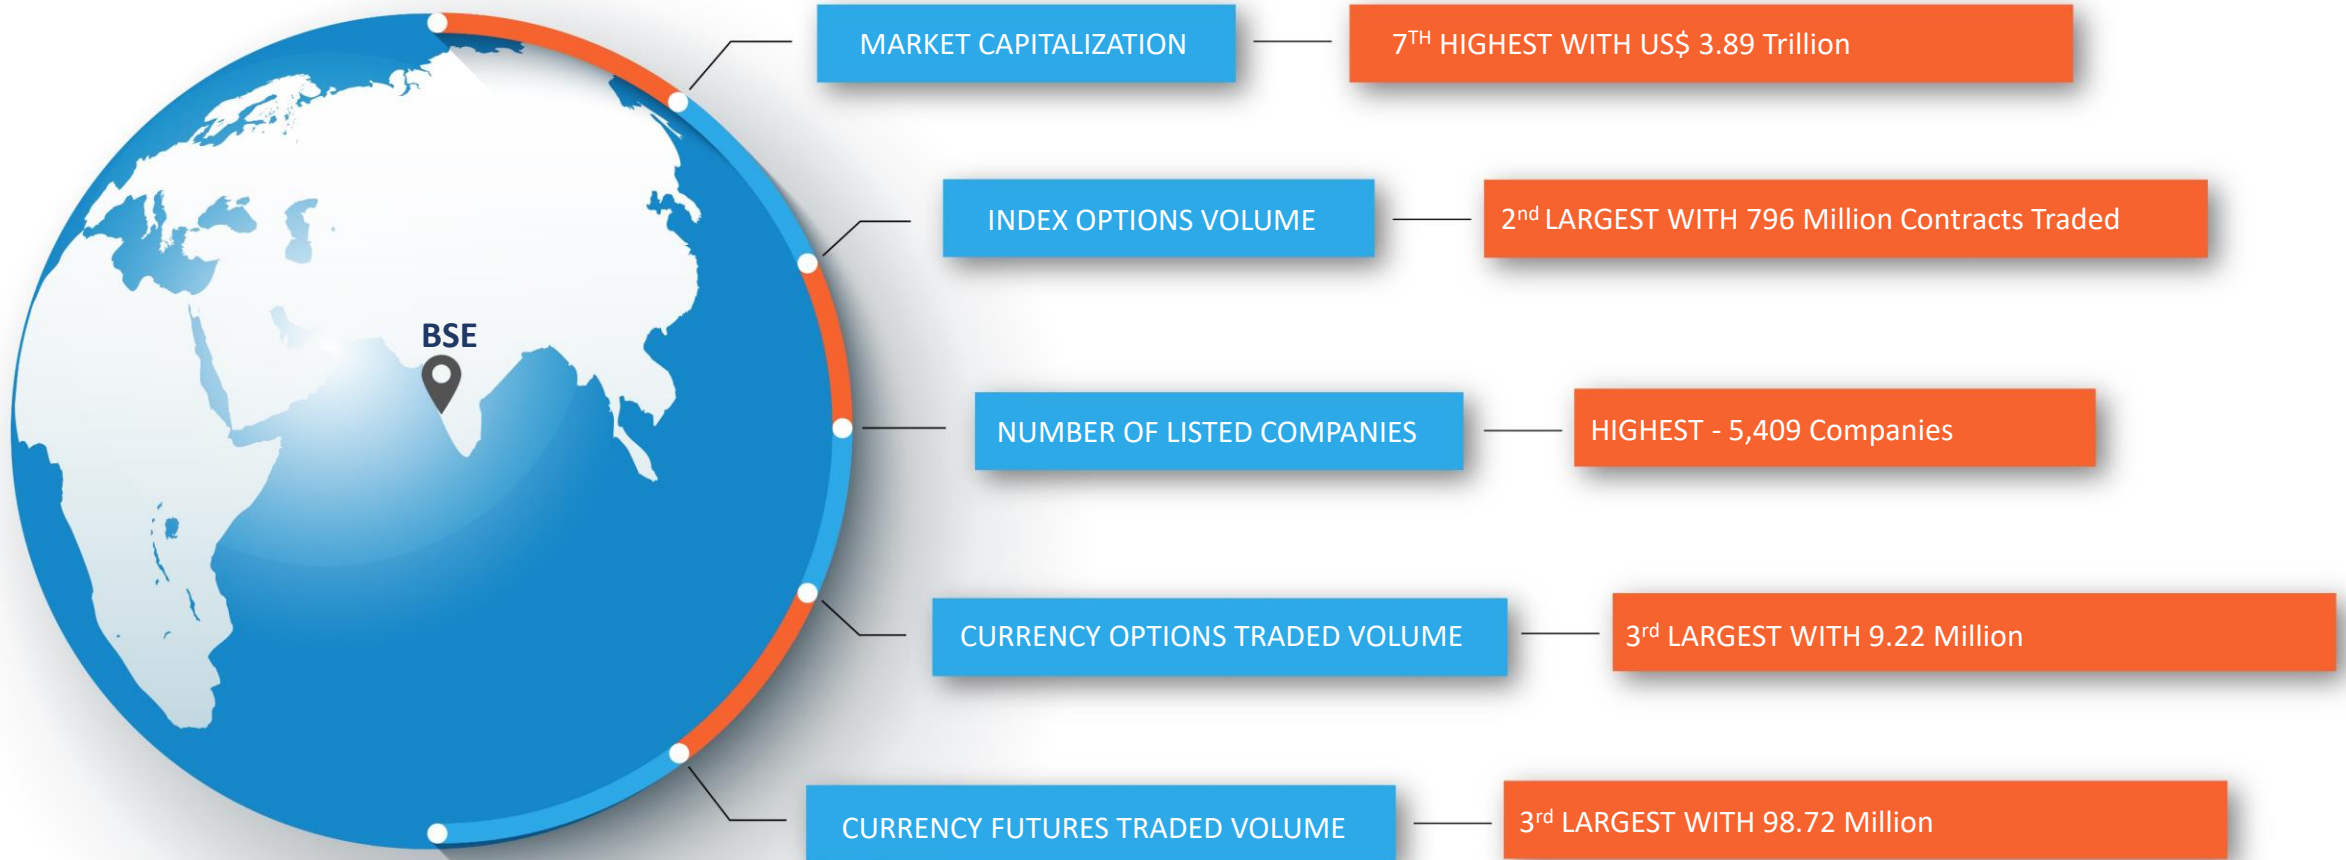 MARKET CAPITALIZATION
7TH HIGHEST WITH US$ 3.89 Trillion
INDEX OPTIONS VOLUME
2nd LARGEST WITH 796 Million Contracts Traded
BSE
NUMBER OF LISTED COMPANIES
HIGHEST - 5,409 Companies
CURRENCY OPTIONS TRADED VOLUME
3rd LARGEST WITH 9.22 Million
CURRENCY FUTURES TRADED VOLUME
3rd LARGEST WITH 98.72 Million